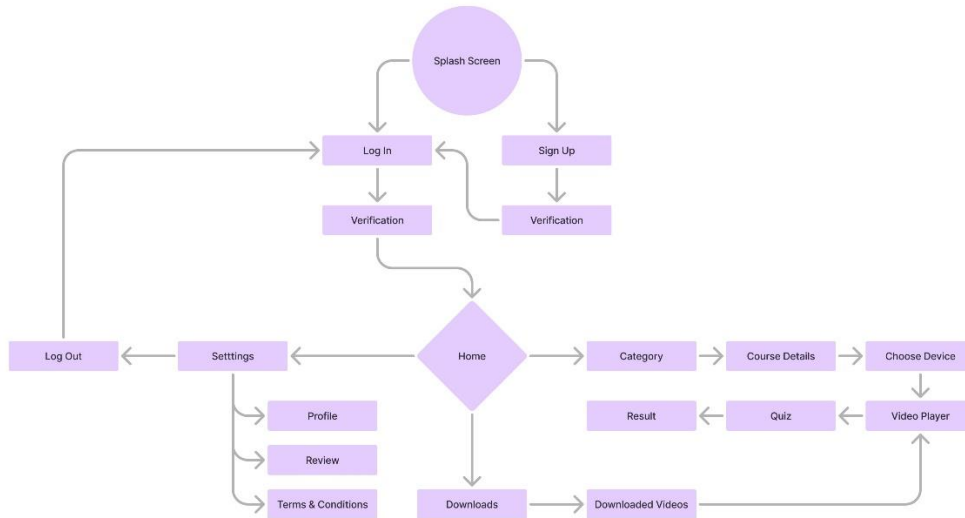 Splash Screen
Log In
Sign Up
Verification
Verification
Log Out
Setttings
Home
Category
Course Details
Choose Device
Profile
Result
Quiz
Video Player
Review
Terms & Conditions
Downloads
Downloaded Videos